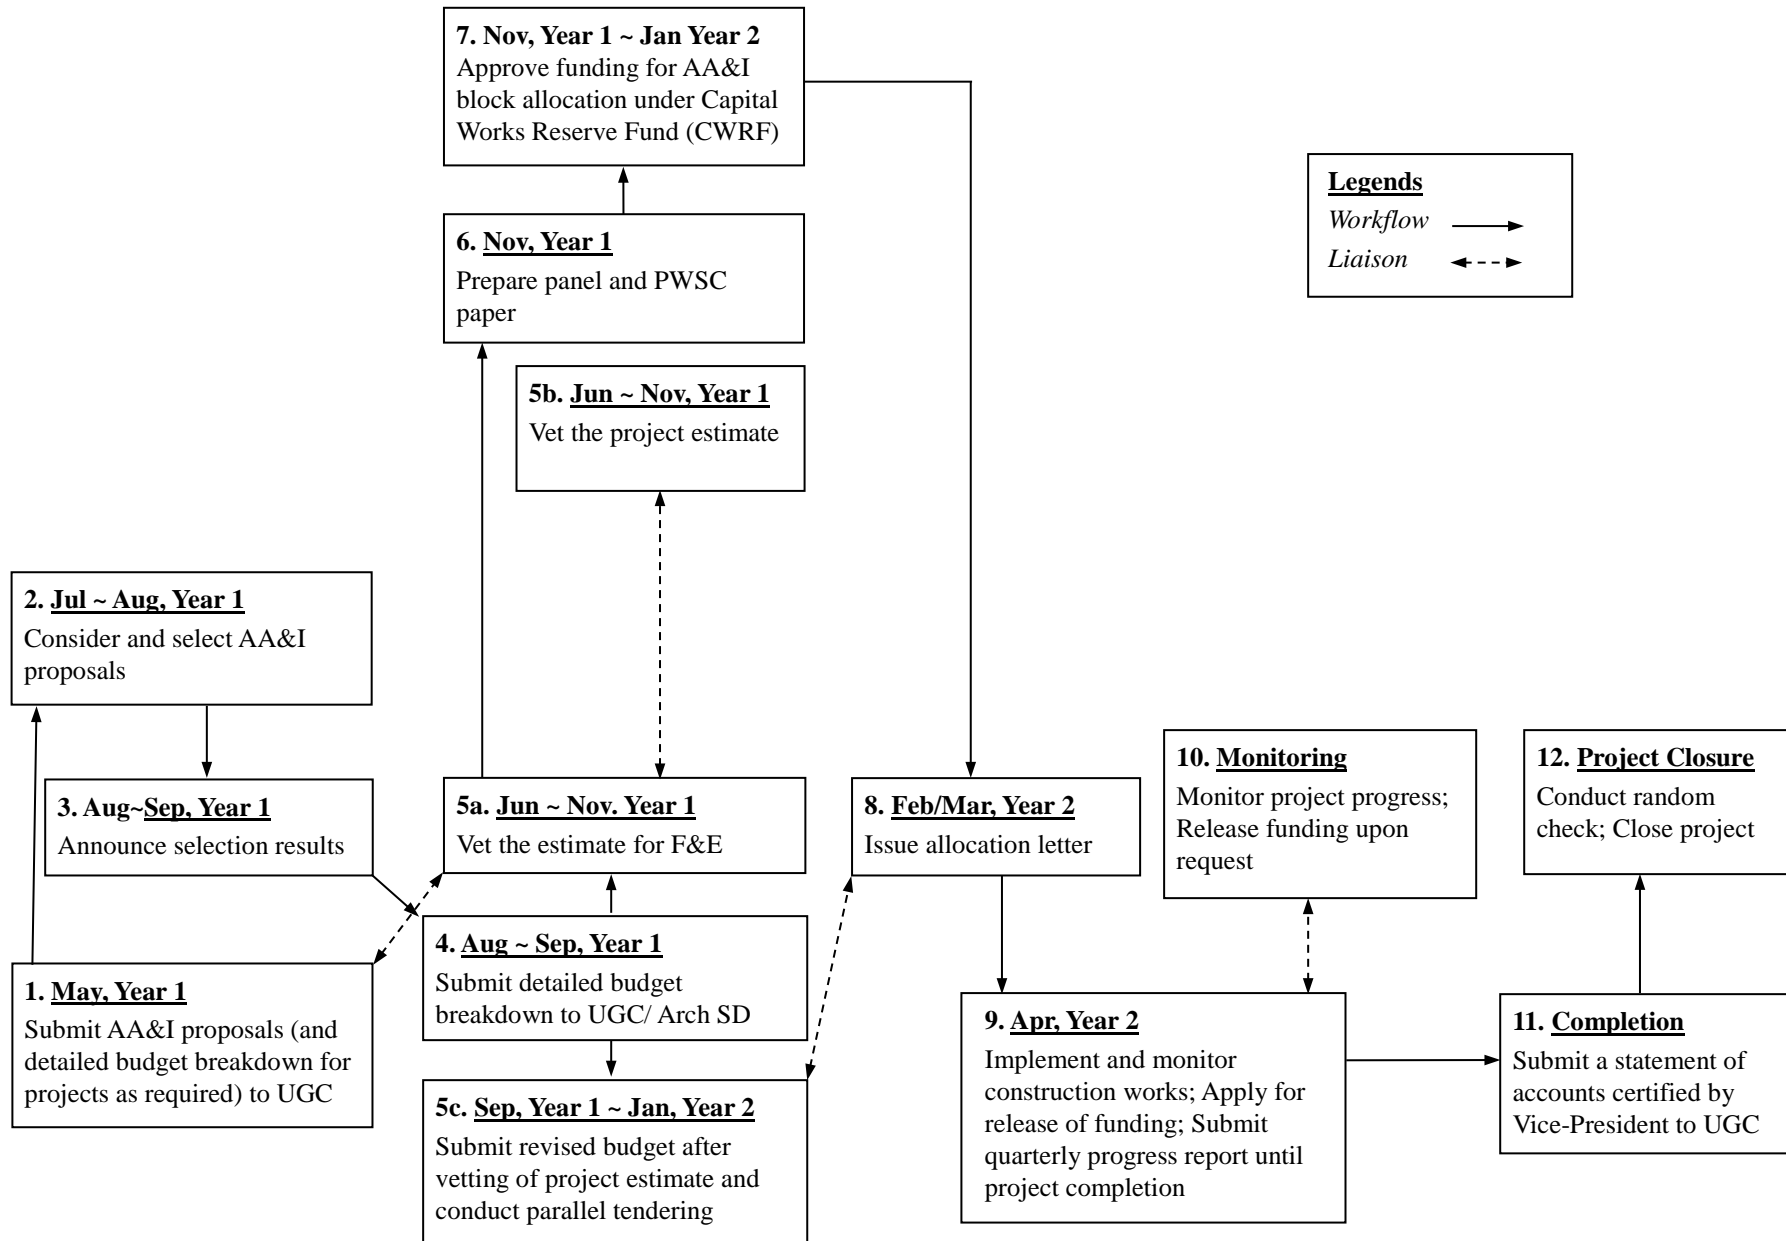 7. Nov, Year 1 ~ Jan Year 2
Approve funding for AA&I
block allocation under Capital
Works Reserve Fund (CWRF)
Legends
Workflow
Liaison
6. Nov, Year 1
Prepare panel and PWSC
paper
5b. Jun ~ Nov, Year 1
Vet the project estimate
2. Jul ~ Aug, Year 1
Consider and select AA&I
proposals
3. Aug~Sep, Year 1
Announce selection results
5a. Jun ~ Nov. Year 1
Vet the estimate for F&E
8. Feb/Mar, Year 2
Issue allocation letter
10. Monitoring
Monitor project progress;
Release funding upon
request
12. Project Closure
Conduct random
check; Close project
1. May, Year 1
Submit AA&I proposals (and
detailed budget breakdown for
projects as required) to UGC
4. Aug ~ Sep, Year 1
Submit detailed budget
breakdown to UGC/ Arch SD
5c. Sep, Year 1 ~ Jan, Year 2
Submit revised budget after
vetting of project estimate and
conduct parallel tendering
9. Apr, Year 2
Implement and monitor
construction works; Apply for
release of funding; Submit
quarterly progress report until
project completion
11. Completion
Submit a statement of
accounts certified by
Vice-President to UGC